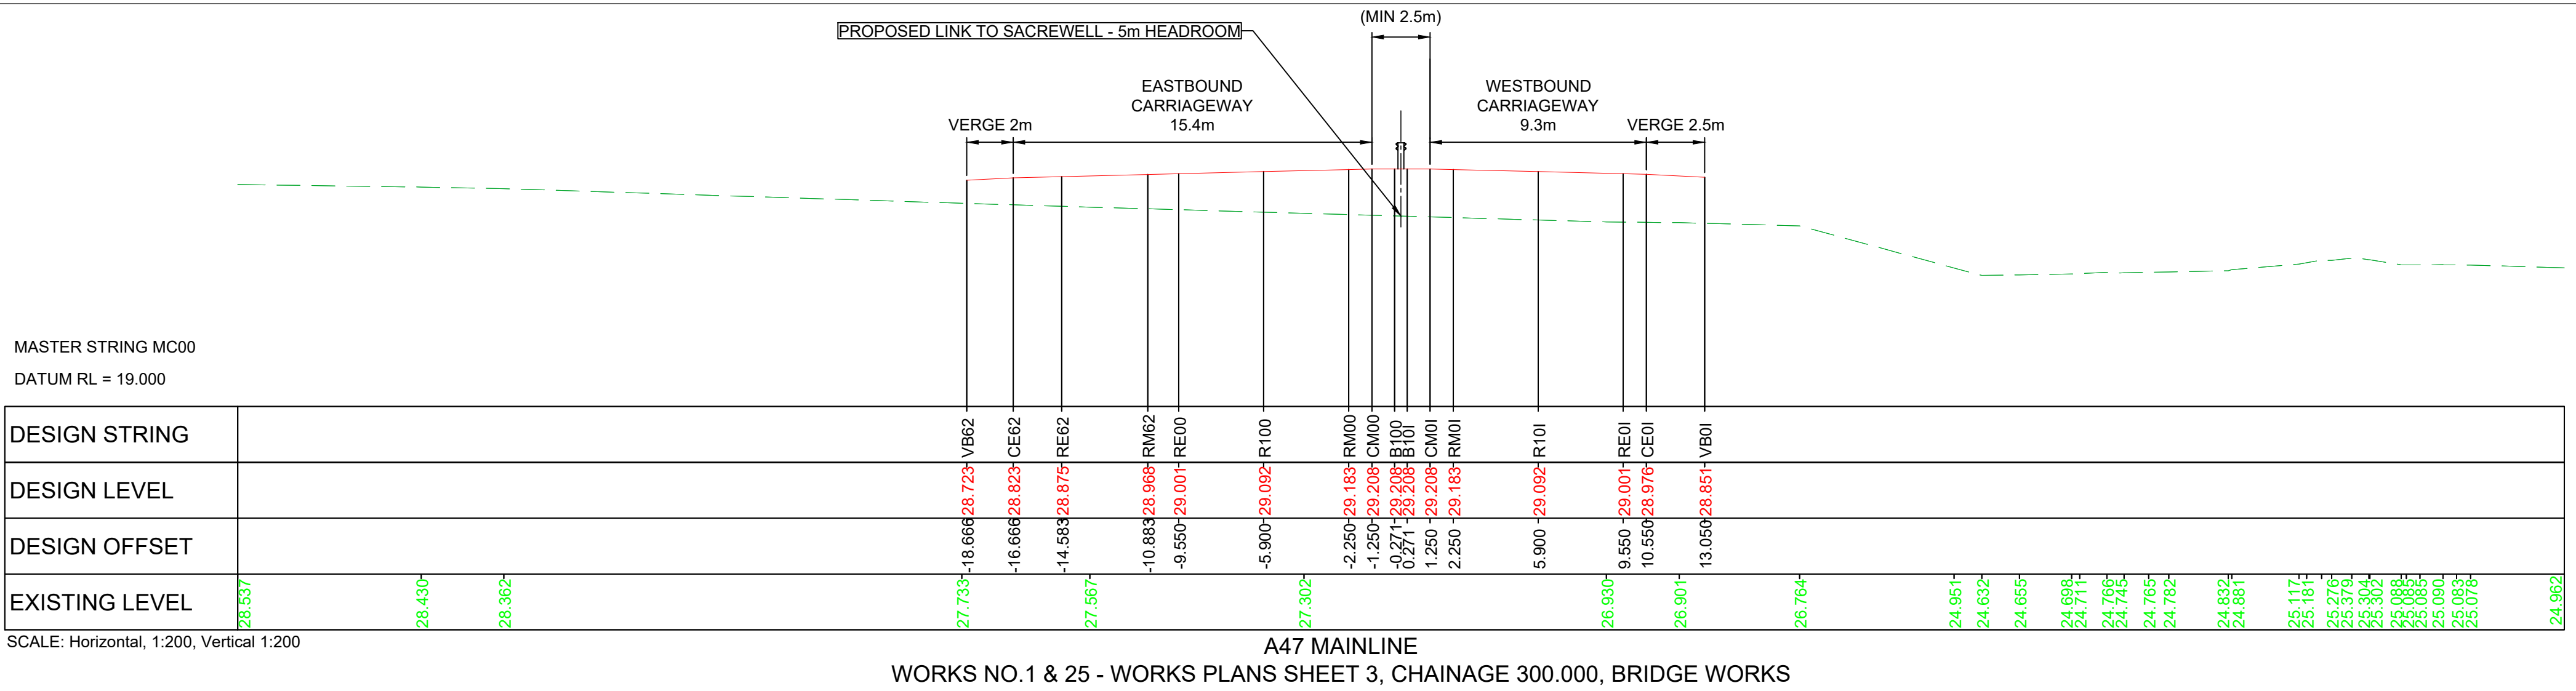 (MIN 2.5m)
PROPOSED LINK TO SACREWELL - 5m HEADROOM
EASTBOUND
CARRIAGEWAY
15.4m
WESTBOUND
CARRIAGEWAY
9.3m
VERGE 2m
VERGE 2.5m
MASTER STRING MC00
DATUM RL = 19.000
DESIGN STRING VB62 CE62 RE62 RM62 RE00 R100 RM00 CM00 B100 B10I CM0I RM0I R10I RE0I CE0I VB0I
DESIGN LEVEL 28.723 28.823 28.875 28.968 29.001 29.092 29.183 29.208 29.208 29.208 29.208 29.183 29.092 29.001 28.976 28.851
DESIGN OFFSET -18.666 -16.666 -14.583 -10.883 -9.550 -5.900 -2.250 -1.250 -0.271 0.271 1.250 2.250 5.900 9.550 10.550 13.050
EXISTING LEVEL 28.537 28.430 28.362 27.733 27.567 27.302 26.930 26.901 26.764 24.951 24.632 24.655 24.698 24.711 24.766 24.745 24.765 24.782 24.832 24.881 25.117 25.181 25.276 25.379 25.304 25.302 25.088 25.085 25.085 25.090 25.083 25.078 24.962
SCALE: Horizontal, 1:200, Vertical 1:200
A47 MAINLINE
WORKS NO.1 & 25 - WORKS PLANS SHEET 3, CHAINAGE 300.000, BRIDGE WORKS